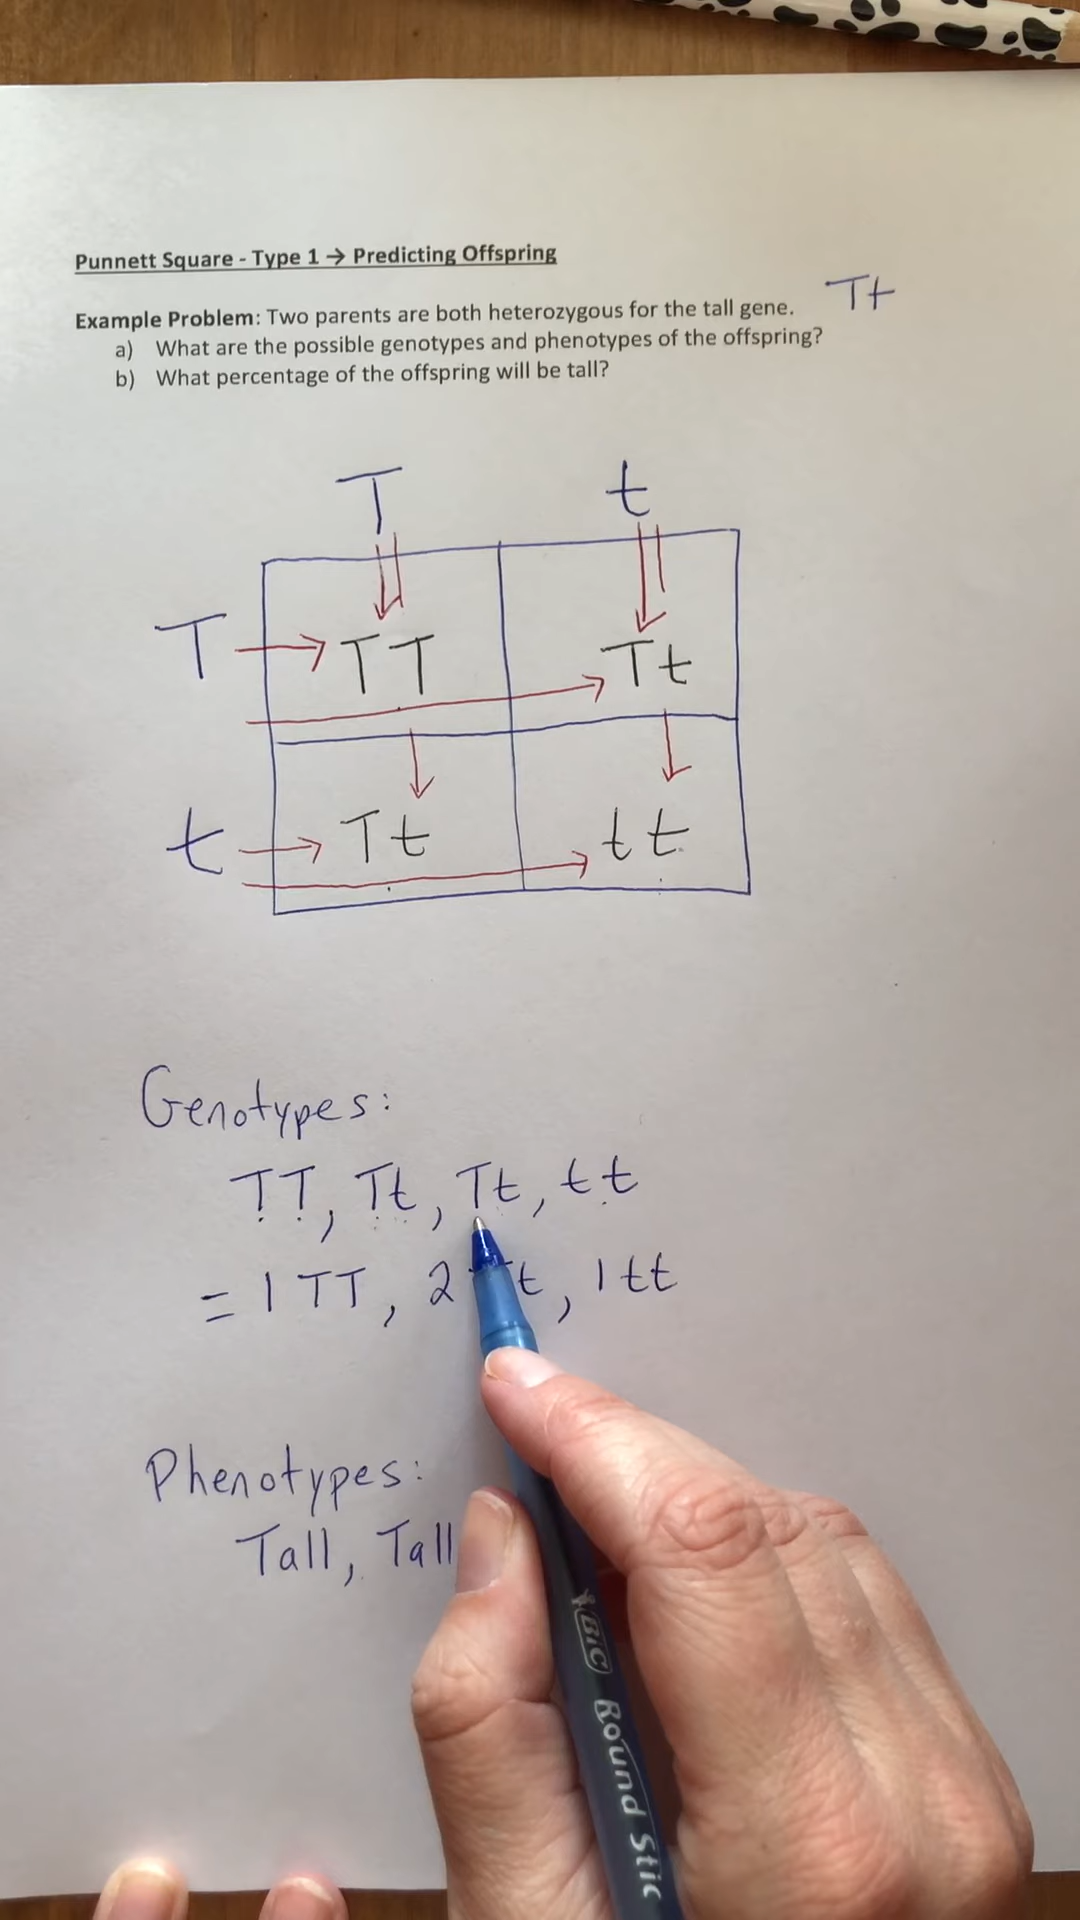 Punnett Square - Type 1 → Predicting Offspring
Tt
Example Problem: Two parents are both heterozygous for the tall gene.
a) What are the possible genotypes and phenotypes of the offspring?
b) What percentage of the offspring will be tall?
T t
T TT Tt
t Tt tt
Genotypes:
TT, Tt, Tt, tt
= 1 TT, 2 t, 1 tt
Phenotypes:
Tall, Tall
BIC Round Stic